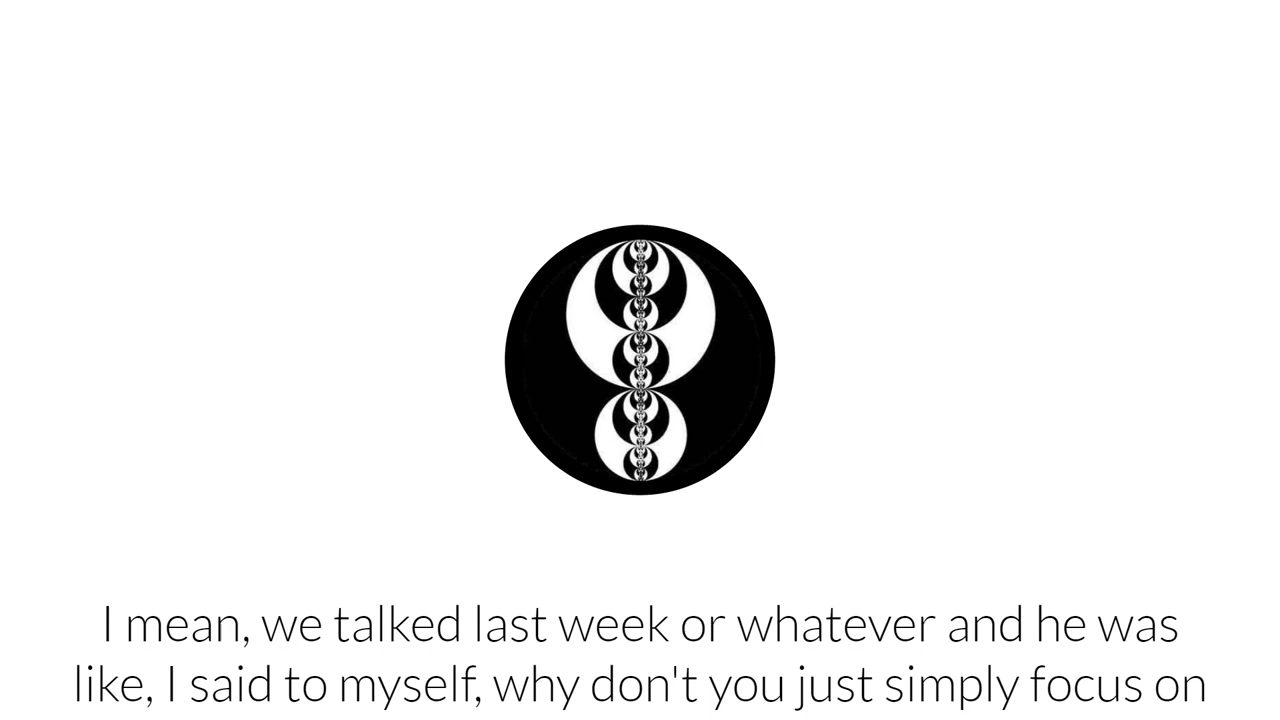 I mean, we talked last week or whatever and he was
like, I said to myself, why don't you just simply focus on